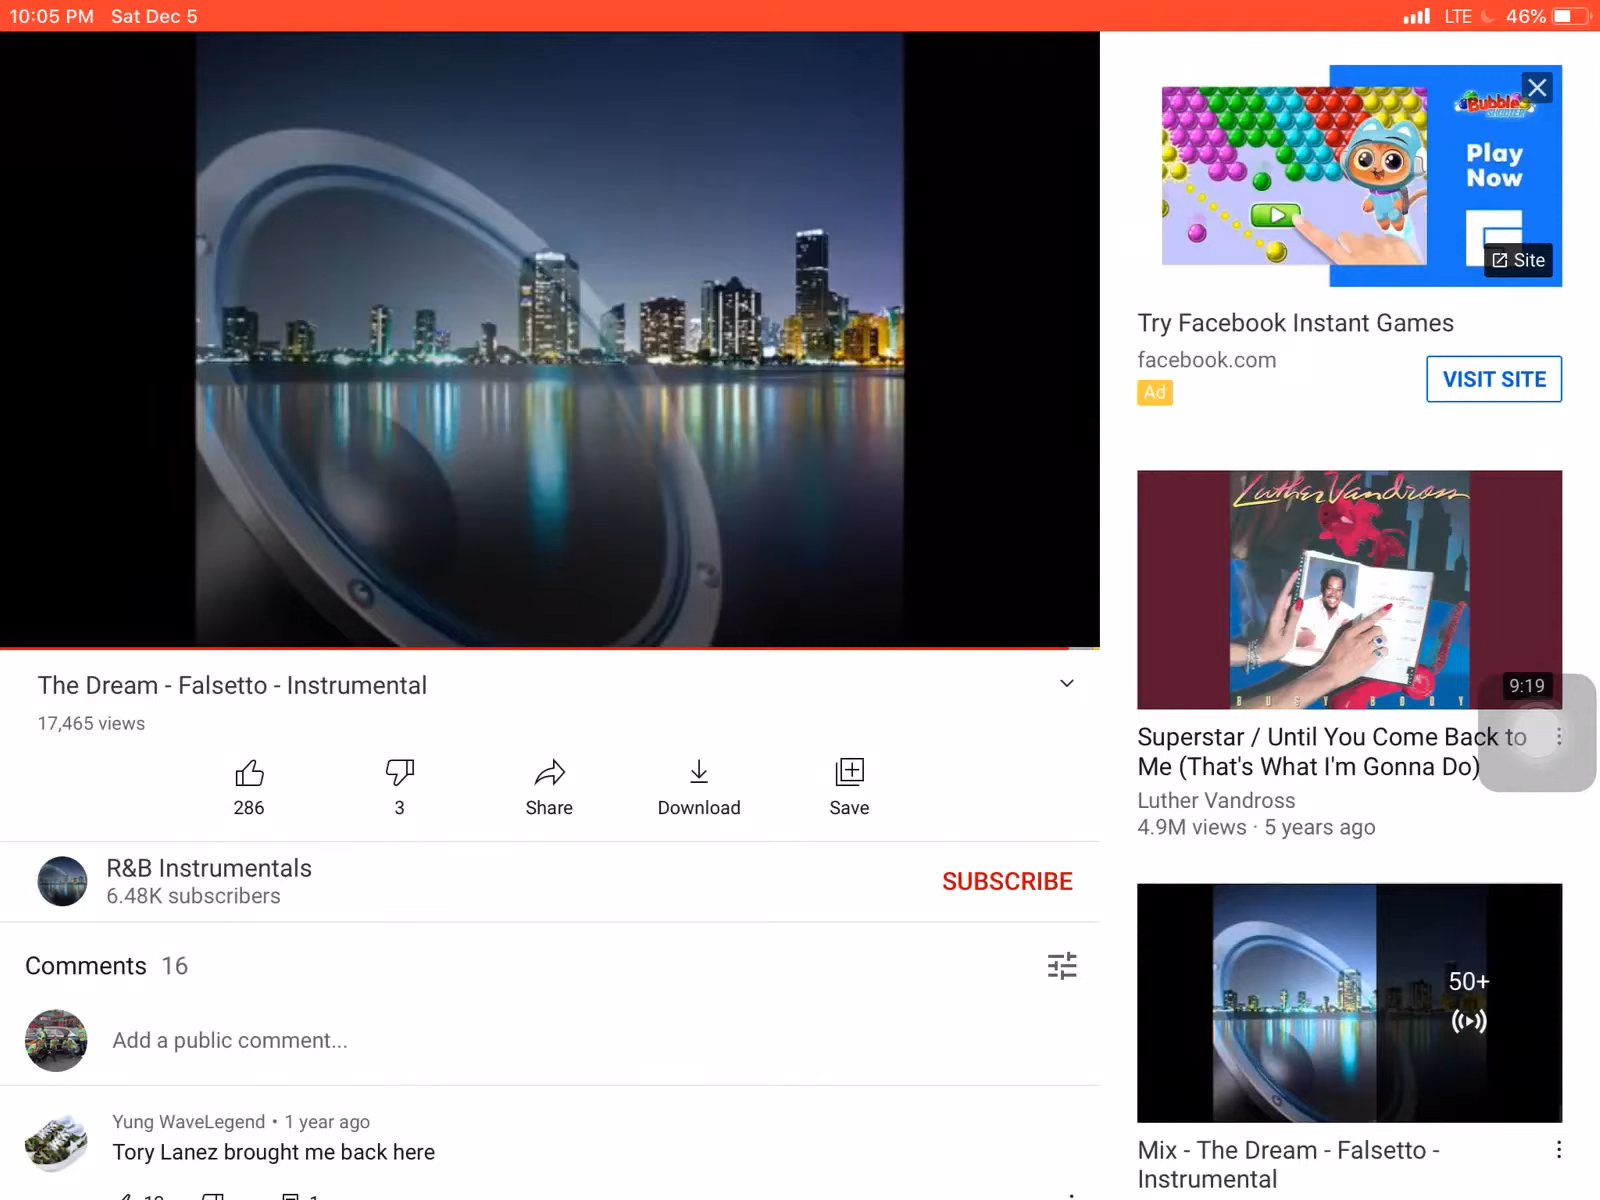 10:05 PM Sat Dec 5
LTE 46%
Bubble
SHOOTER
Play
Now
Site
Try Facebook Instant Games
facebook.com
Ad
VISIT SITE
Luther Vandross
BUSY BODY
9:19
Superstar / Until You Come Back to
Me (That's What I'm Gonna Do)
Luther Vandross
4.9M views · 5 years ago
50+
Mix - The Dream - Falsetto -
Instrumental
The Dream - Falsetto - Instrumental
17,465 views
286
3
Share
Download
Save
R&B Instrumentals
6.48K subscribers
SUBSCRIBE
Comments 16
Add a public comment...
Yung WaveLegend • 1 year ago
Tory Lanez brought me back here